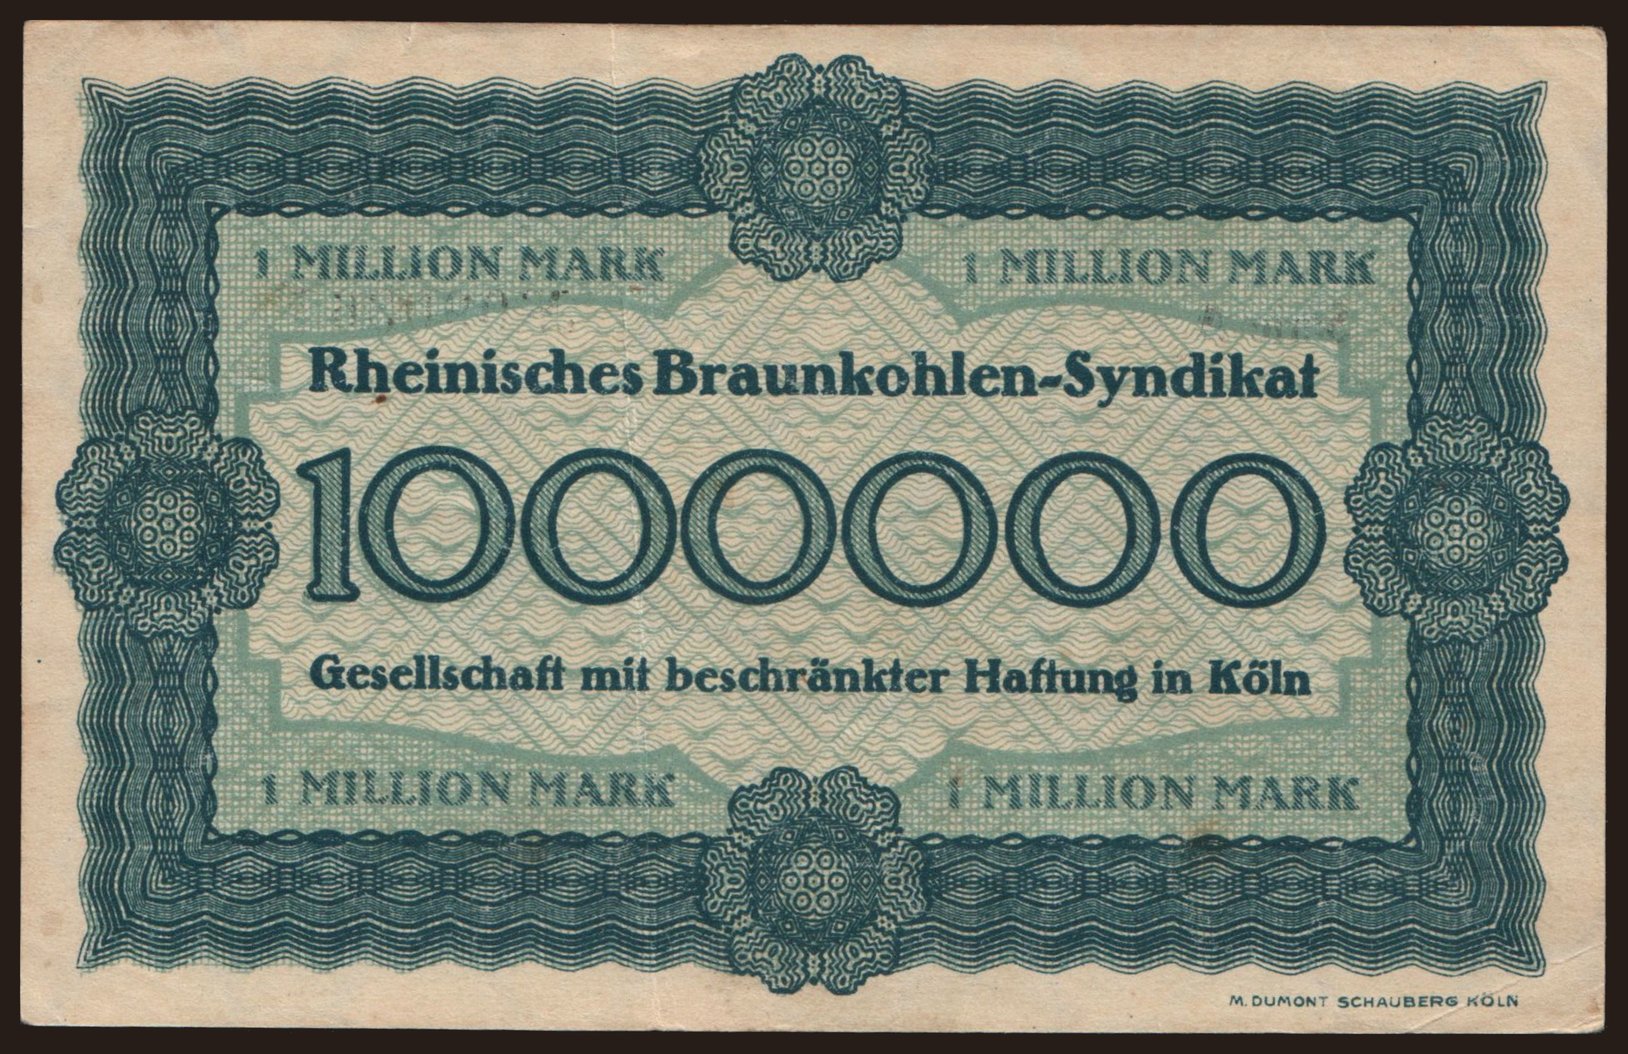 1 MILLION MARK 1 MILLION MARK
Rheinisches Braunkohlen-Syndikat
1000000
Gesellschaft mit beschränkter Haftung in Köln
1 MILLION MARK 1 MILLION MARK
M. DUMONT SCHAUBERG KÖLN